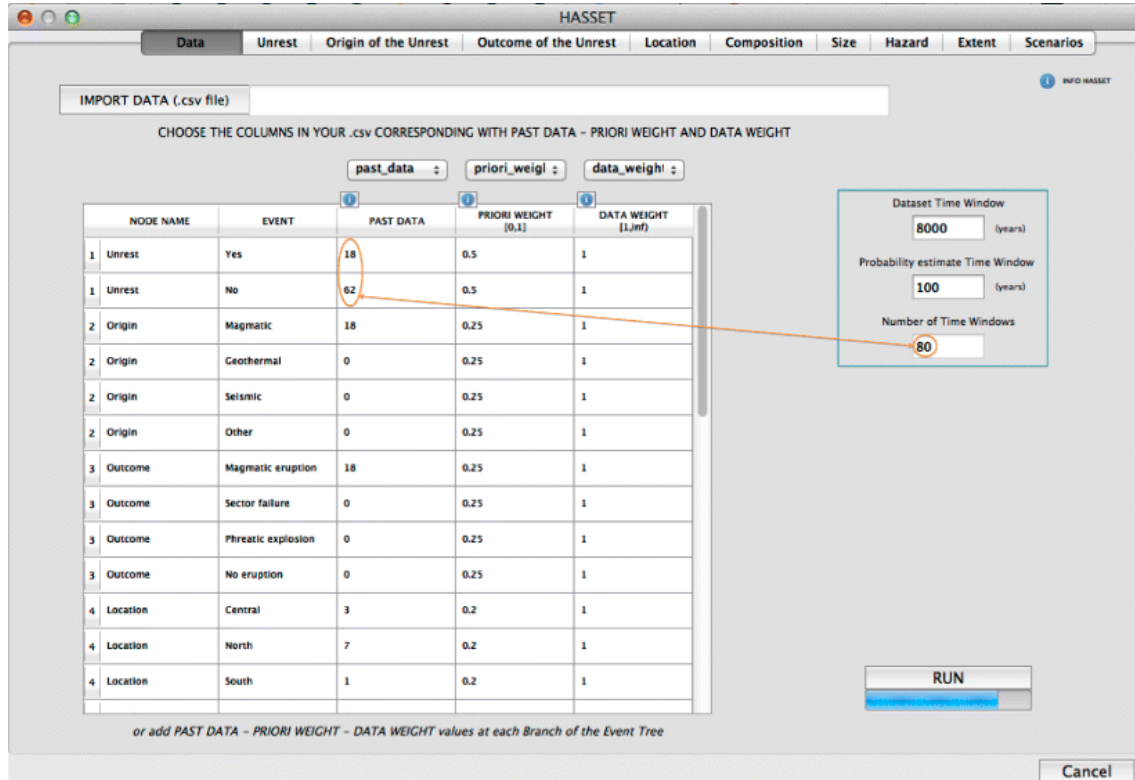 HASSET
Data Unrest Origin of the Unrest Outcome of the Unrest Location Composition Size Hazard Extent Scenarios
i INFO HASSET
IMPORT DATA (.csv file)
CHOOSE THE COLUMNS IN YOUR .csv CORRESPONDING WITH PAST DATA - PRIORI WEIGHT AND DATA WEIGHT
past_data priori_weigl data_weight
i i i
NODE NAME EVENT PAST DATA PRIORI WEIGHT [0,1] DATA WEIGHT [1,inf)
1 Unrest Yes 18 0.5 1
1 Unrest No 62 0.5 1
2 Origin Magmatic 18 0.25 1
2 Origin Geothermal 0 0.25 1
2 Origin Seismic 0 0.25 1
2 Origin Other 0 0.25 1
3 Outcome Magmatic eruption 18 0.25 1
3 Outcome Sector failure 0 0.25 1
3 Outcome Phreatic explosion 0 0.25 1
3 Outcome No eruption 0 0.25 1
4 Location Central 3 0.2 1
4 Location North 7 0.2 1
4 Location South 1 0.2 1
or add PAST DATA - PRIORI WEIGHT - DATA WEIGHT values at each Branch of the Event Tree
Dataset Time Window
8000 (years)
Probability estimate Time Window
100 (years)
Number of Time Windows
80
RUN
Cancel